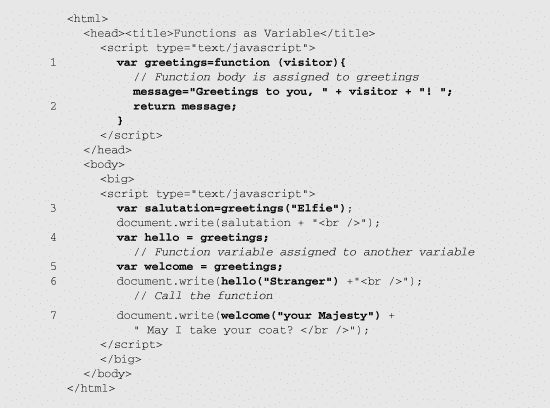 <html>
<head><title>Functions as Variable</title>
<script type="text/javascript">
1 var greetings=function (visitor){
// Function body is assigned to greetings
message="Greetings to you, " + visitor + "! ";
2 return message;
}
</script>
</head>
<body>
<big>
<script type="text/javascript">
3 var salutation=greetings("Elfie");
document.write(salutation + "<br />");
4 var hello = greetings;
// Function variable assigned to another variable
5 var welcome = greetings;
6 document.write(hello("Stranger") +"<br />");
// Call the function
7 document.write(welcome("your Majesty") +
" May I take your coat? </br />");
</script>
</big>
</body>
</html>